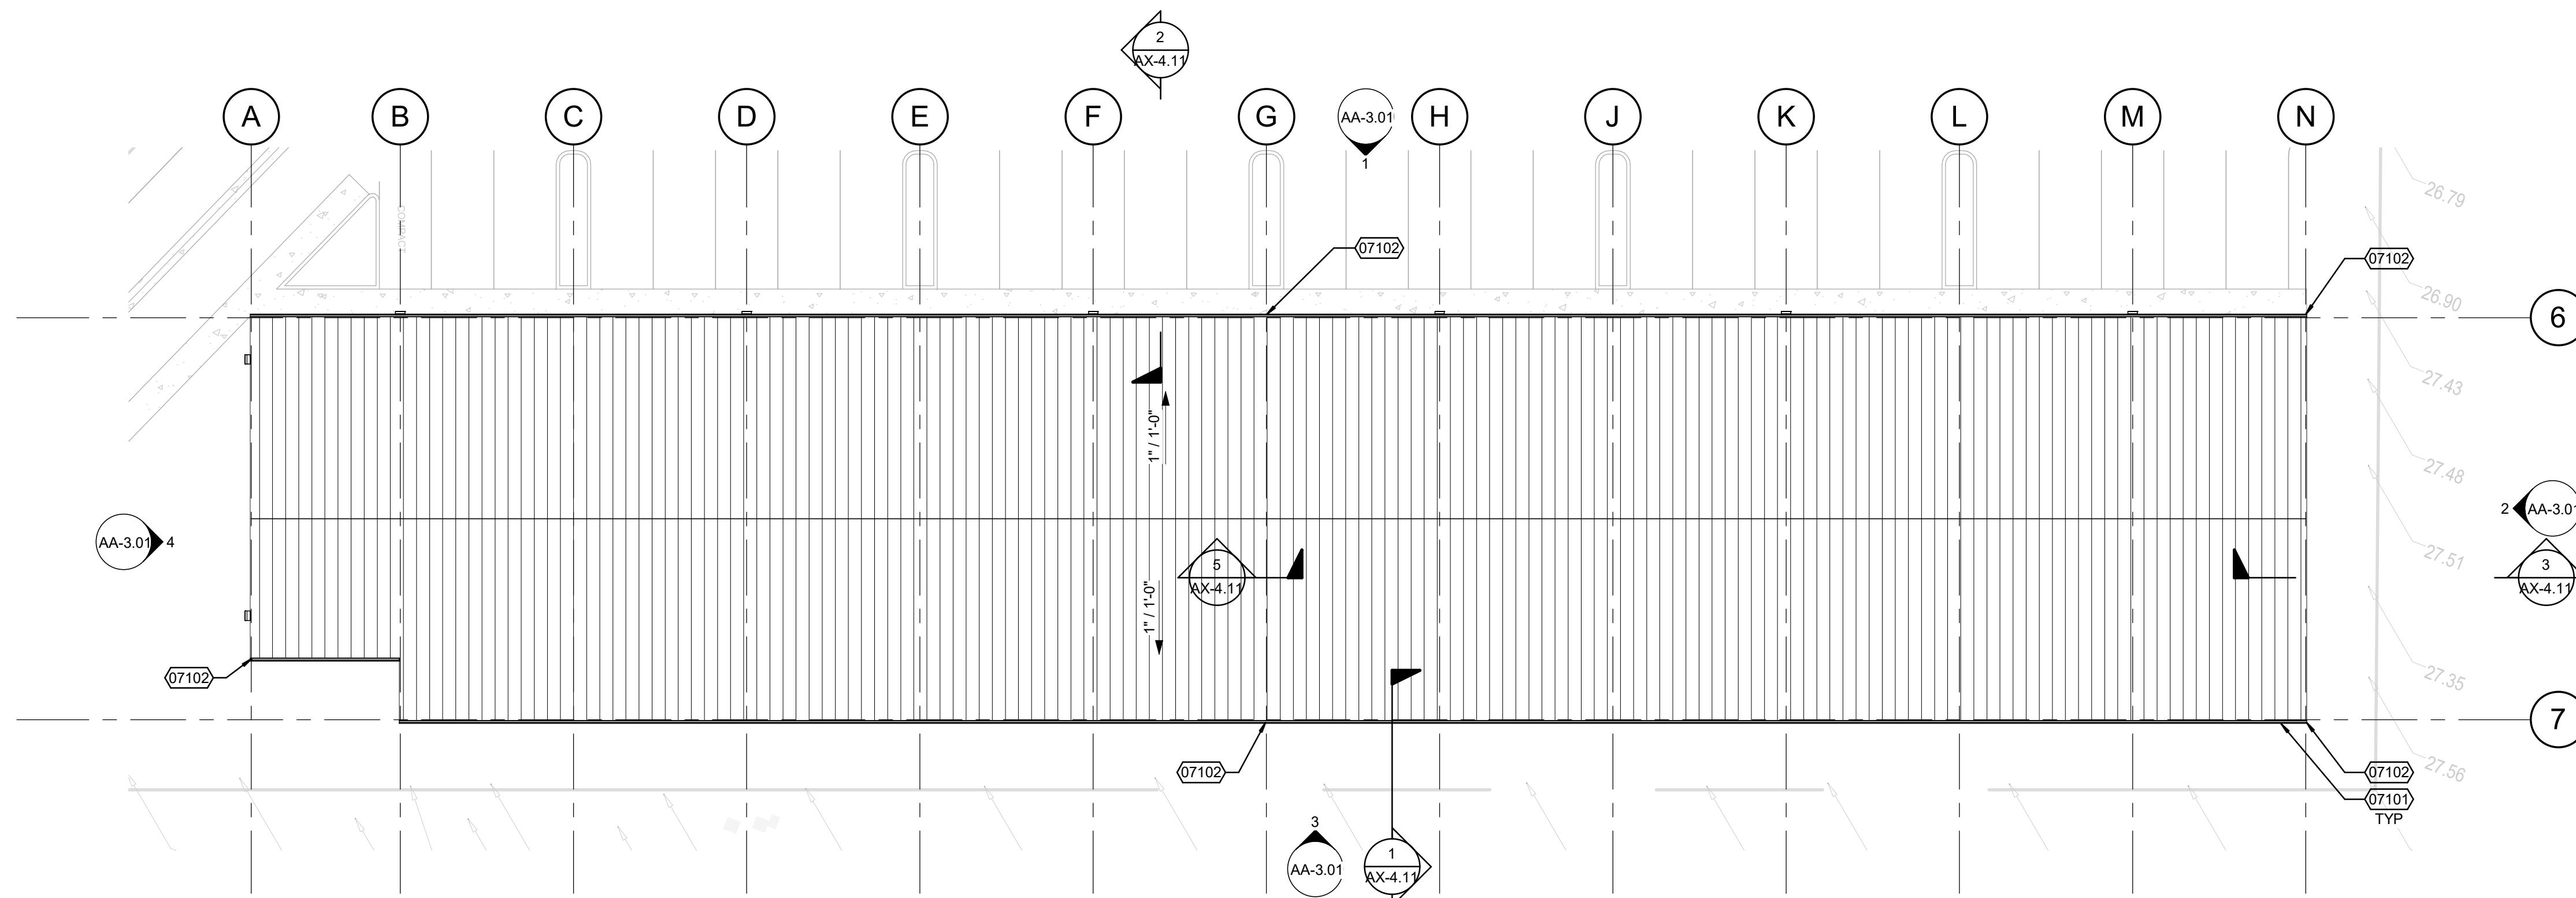 2
AX-4.11
A
B
C
D
E
F
G
AA-3.01
1
H
J
K
L
M
N
26.79
COMPACT
07102
07102
26.90
6
27.43
1" / 1'-0"
27.48
AA-3.01
4
5
AX-4.11
2
AA-3.01
27.51
3
AX-4.11
1" / 1'-0"
07102
27.35
7
07102
07102
27.56
07101
TYP
3
AA-3.01
1
AX-4.11